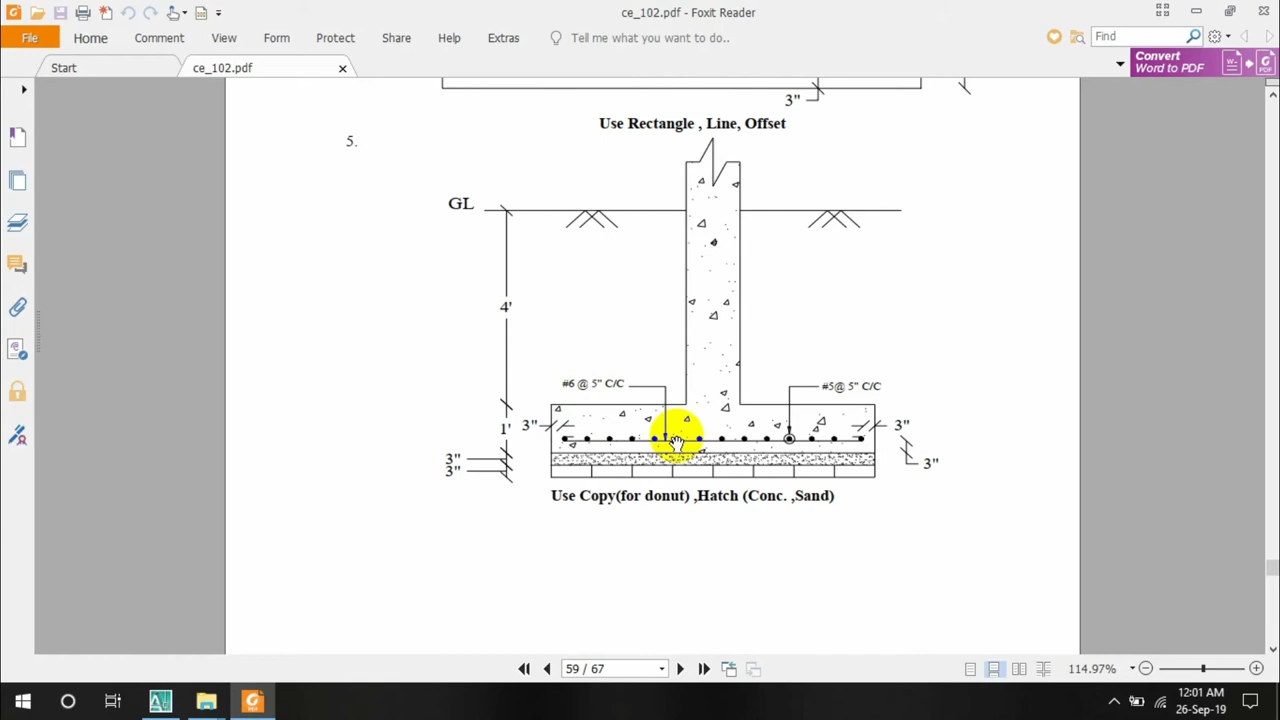 ce_102.pdf - Foxit Reader
File Home Comment View Form Protect Share Help Extras Tell me what you want to do.. Find
Start ce_102.pdf Convert Word to PDF
3"
Use Rectangle , Line, Offset
5.
GL
4'
#6 @ 5" C/C #5@ 5" C/C
3" 1' 3"
3"
3" 3"
Use Copy(for donut) ,Hatch (Conc. ,Sand)
59 / 67 114.97%
12:01 AM
26-Sep-19